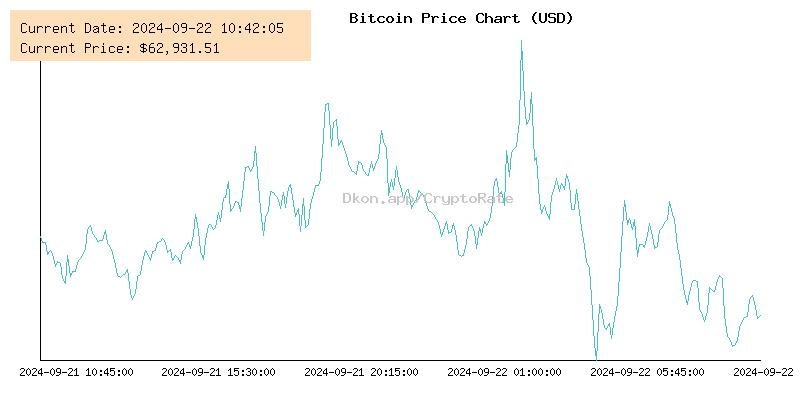 Bitcoin Price Chart (USD)
Current Date: 2024-09-22 10:42:05
Current Price: $62,931.51
Dkon.app/CryptoRate
2024-09-21 10:45:00 2024-09-21 15:30:00 2024-09-21 20:15:00 2024-09-22 01:00:00 2024-09-22 05:45:00 2024-09-22